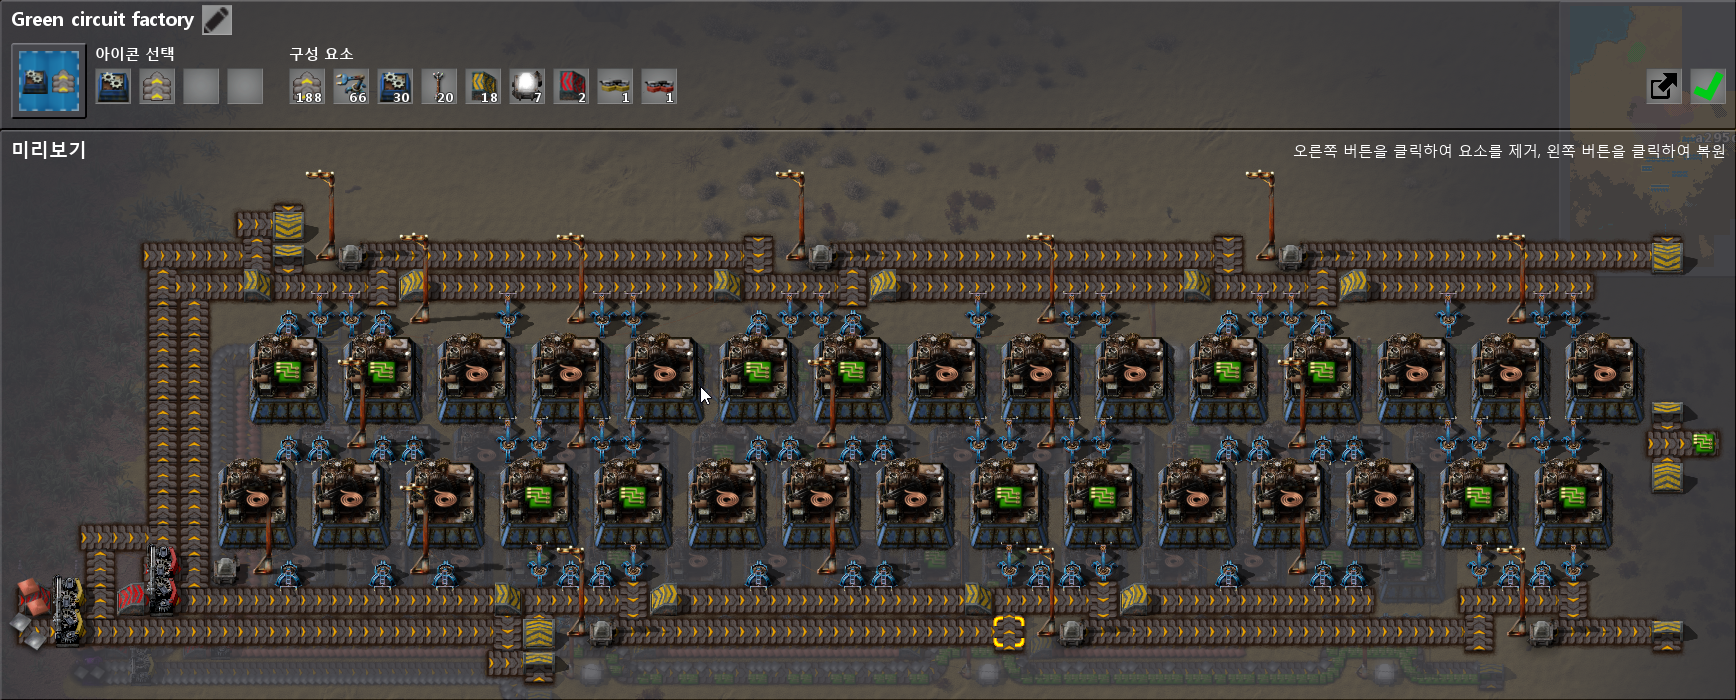 Green circuit factory
아이콘 선택
구성 요소
188 66 30 20 18 7 2 1 1
미리보기
오른쪽 버튼을 클릭하여 요소를 제거, 왼쪽 버튼을 클릭하여 복원